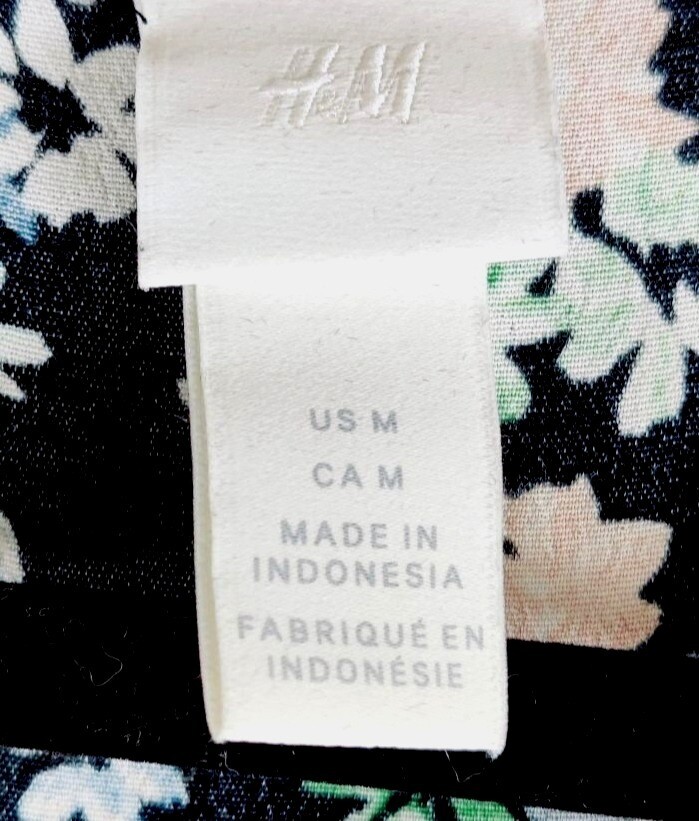 H&M
US M
CA M
MADE IN
INDONESIA
FABRIQUÉ EN
INDONÉSIE